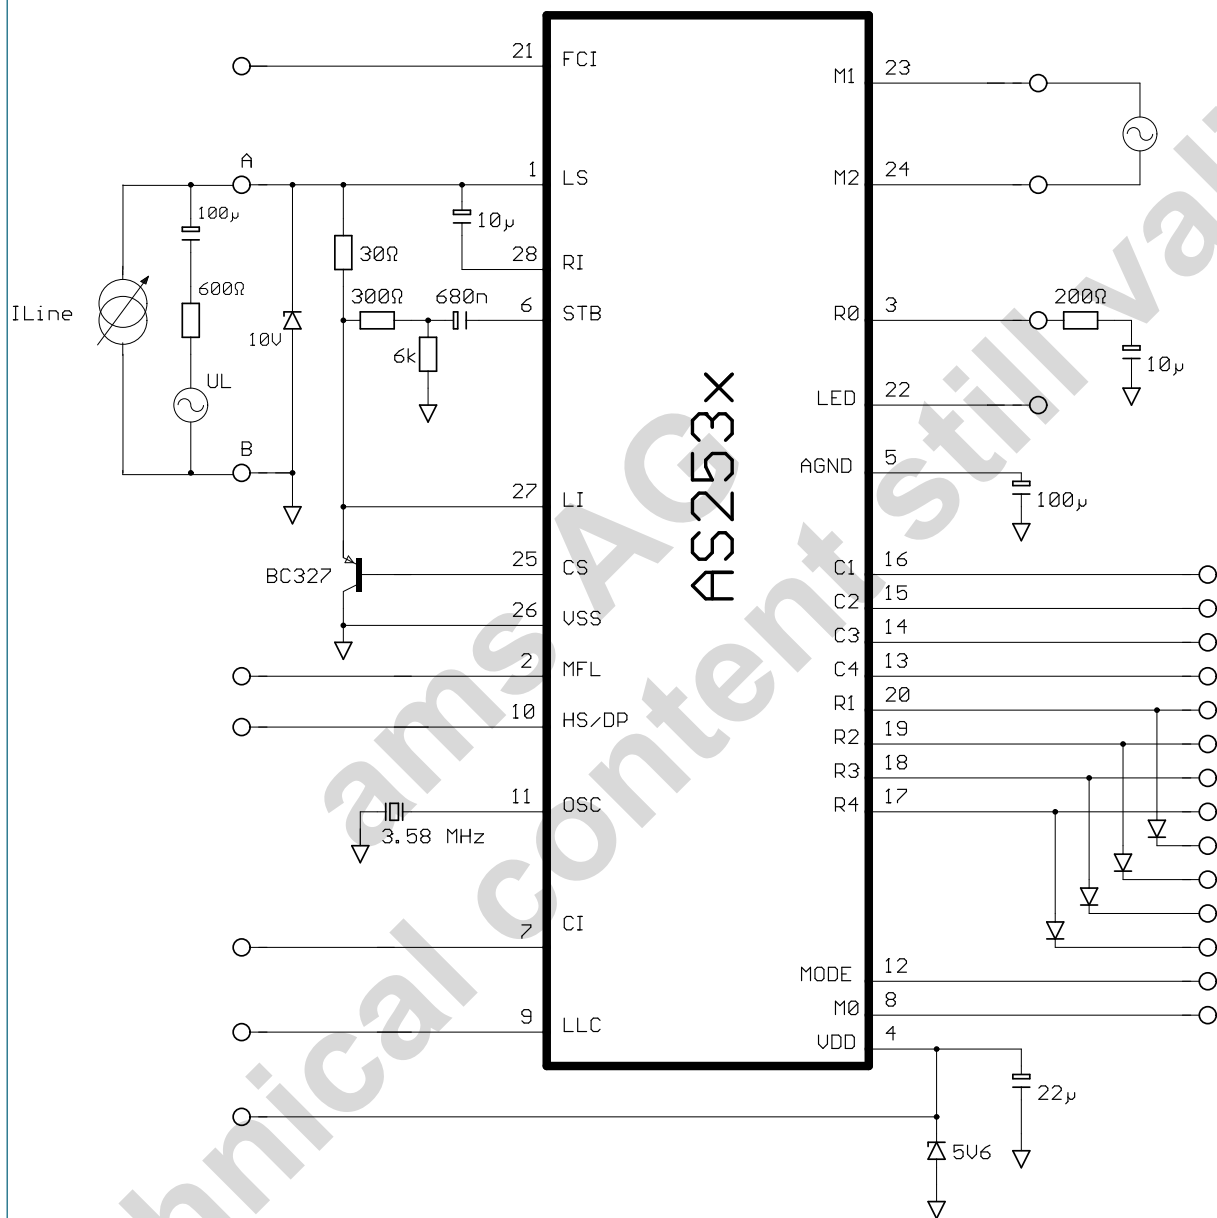 21 FCI
M1 23
A
1 LS
M2 24
100µ
10µ
30Ω
28 RI
600Ω
300Ω
680n
6 STB
R0 3
200Ω
ILine
10V
6k
10µ
UL
LED 22
B
AGND 5
100µ
27 LI
AS253x
BC327
25 CS
C1 16
C2 15
26 VSS
C3 14
2 MFL
C4 13
10 HS/DP
R1 20
R2 19
R3 18
11 OSC
R4 17
3.58 MHz
7 CI
MODE 12
9 LLC
M0 8
VDD 4
22µ
5V6
ams AG
hnical content still vali